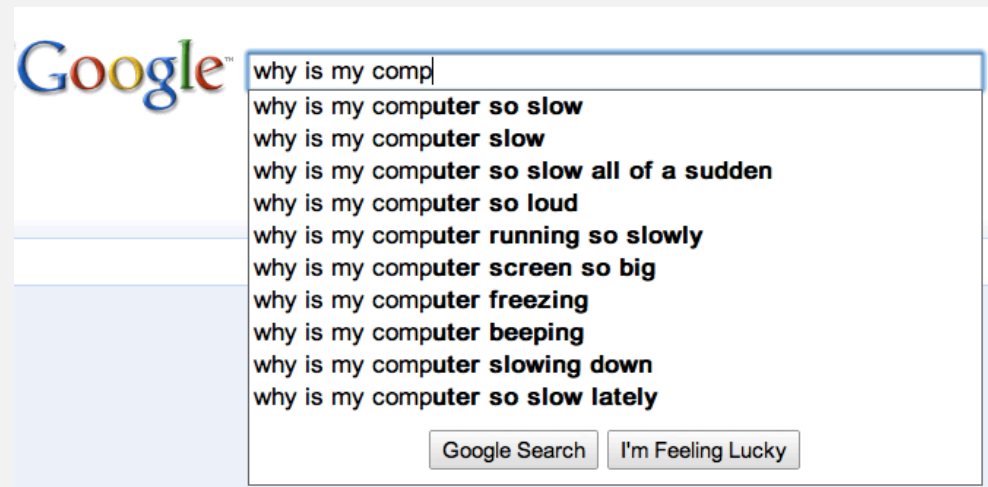 Google™
why is my comp
why is my computer so slow
why is my computer slow
why is my computer so slow all of a sudden
why is my computer so loud
why is my computer running so slowly
why is my computer screen so big
why is my computer freezing
why is my computer beeping
why is my computer slowing down
why is my computer so slow lately
Google Search I'm Feeling Lucky